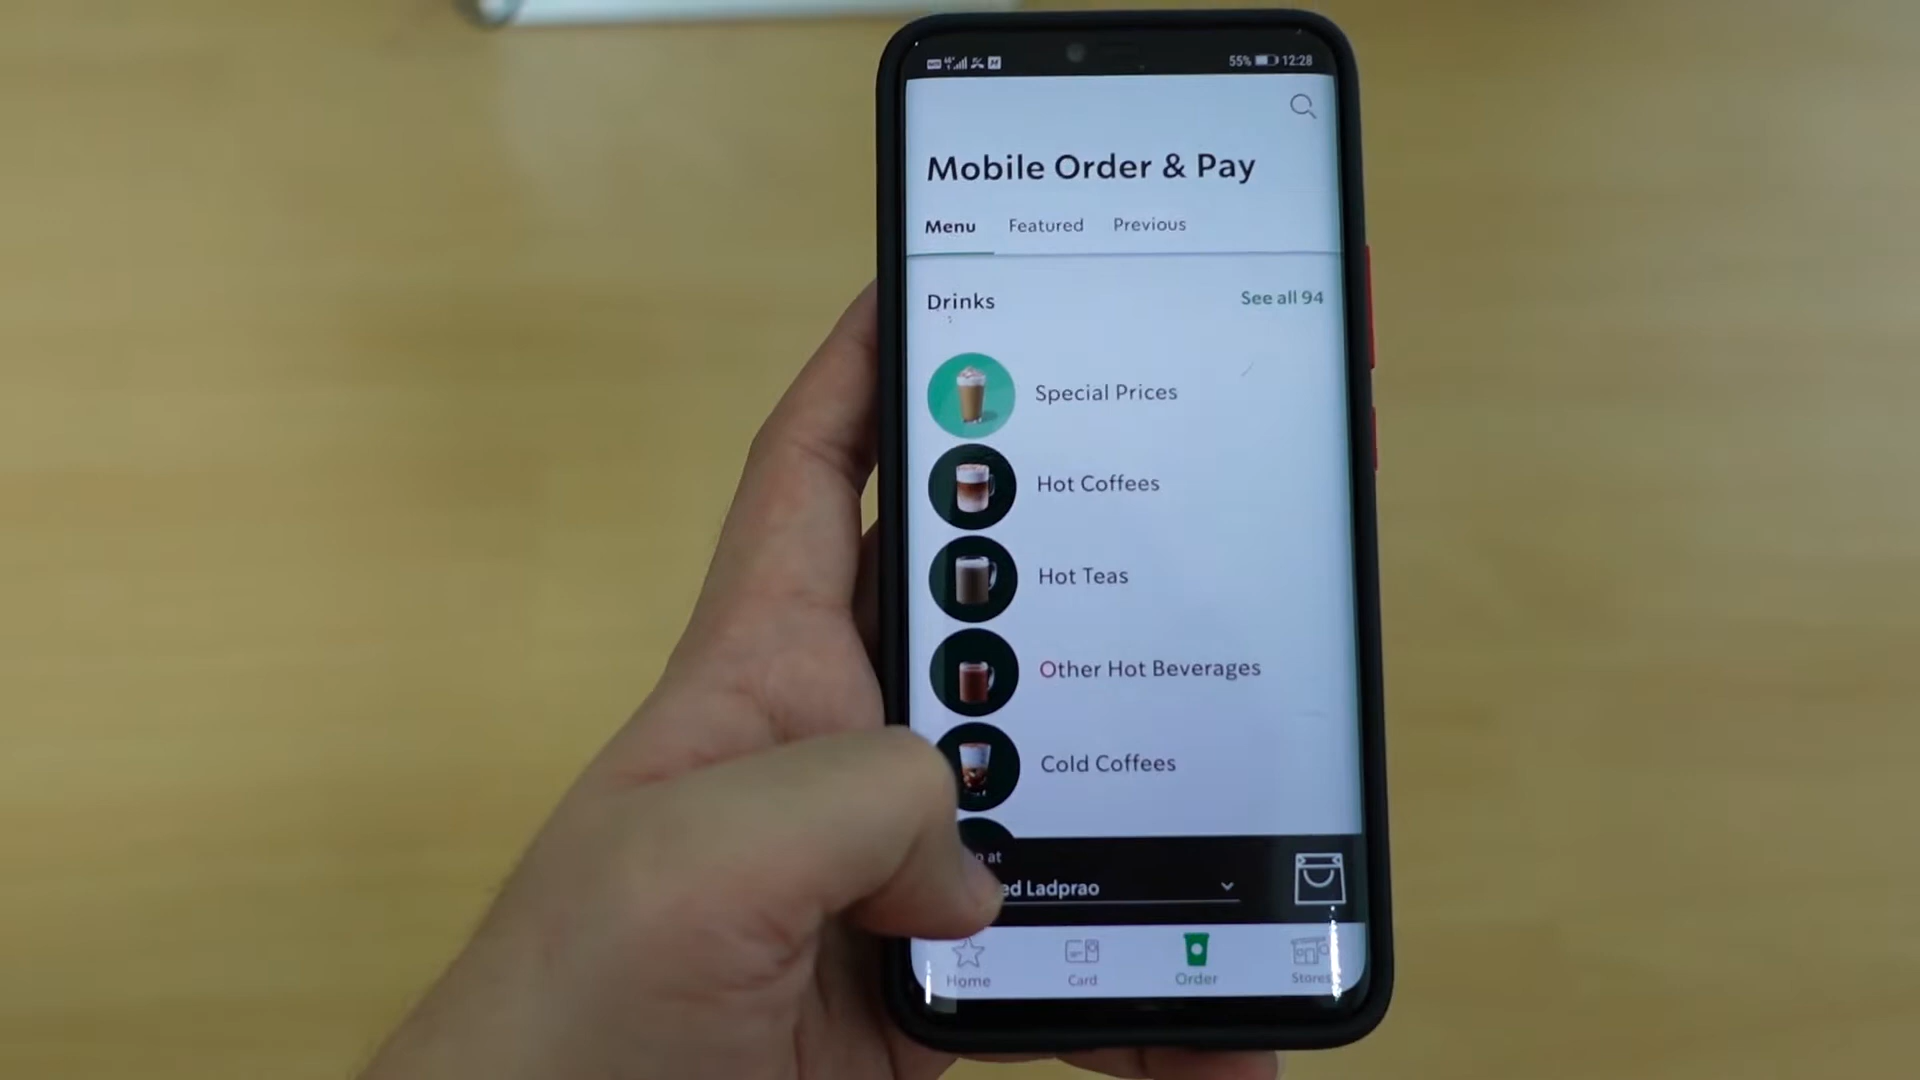 55% 12:28
Mobile Order & Pay
Menu Featured Previous
Drinks See all 94
Special Prices
Hot Coffees
Hot Teas
Other Hot Beverages
Cold Coffees
at
Ladprao
Home Card Order Stores